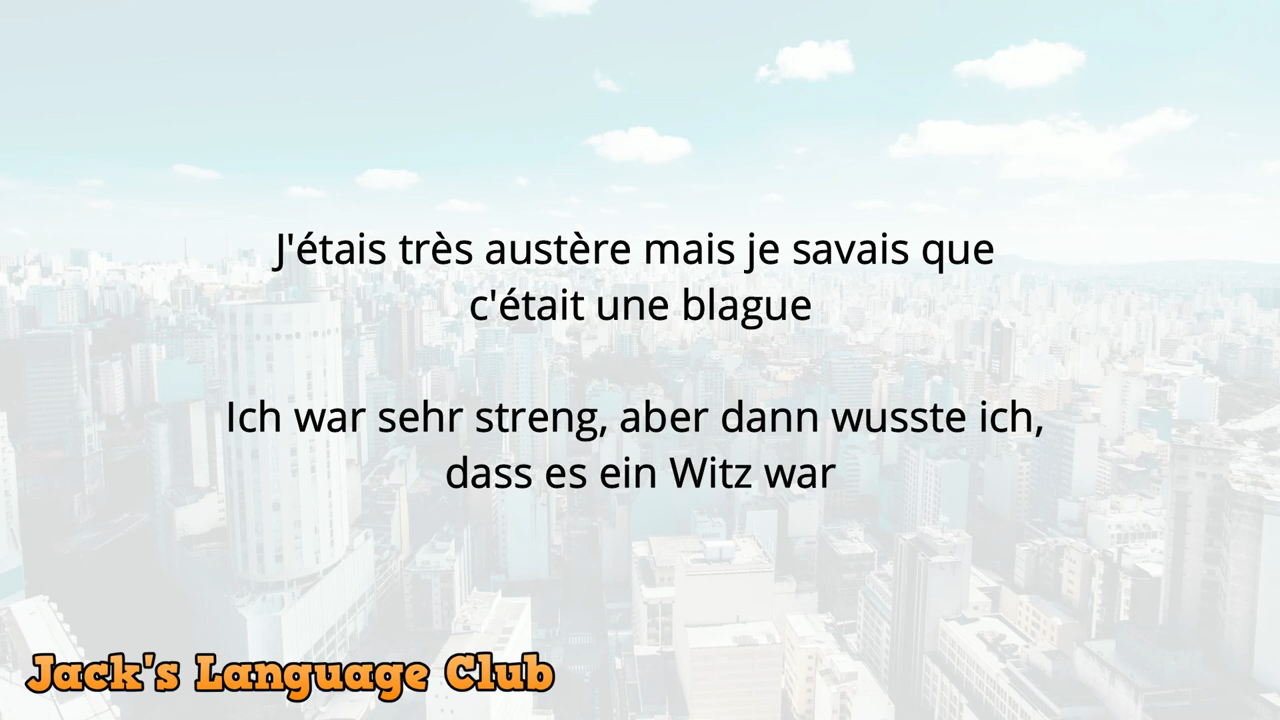 J'étais très austère mais je savais que
c'était une blague
Ich war sehr streng, aber dann wusste ich,
dass es ein Witz war
Jack's Language Club